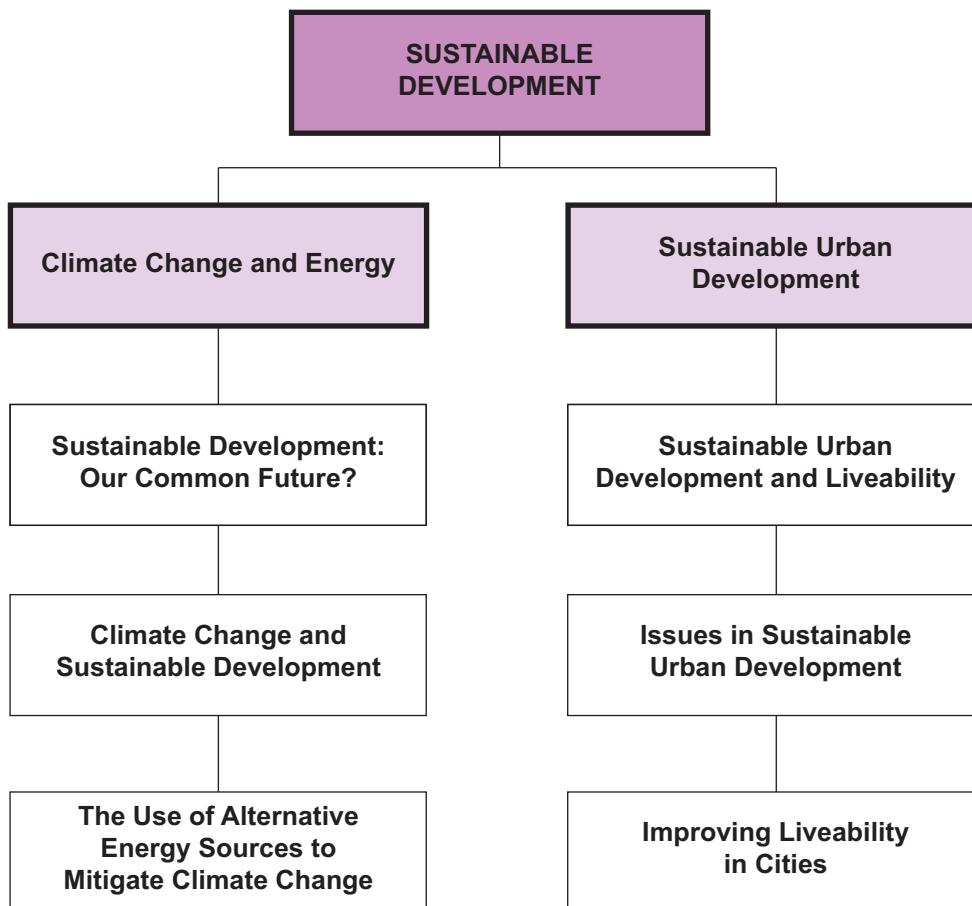 SUSTAINABLE
DEVELOPMENT
Climate Change and Energy
Sustainable Development:
Our Common Future?
Climate Change and
Sustainable Development
The Use of Alternative
Energy Sources to
Mitigate Climate Change
Sustainable Urban
Development
Sustainable Urban
Development and Liveability
Issues in Sustainable
Urban Development
Improving Liveability
in Cities